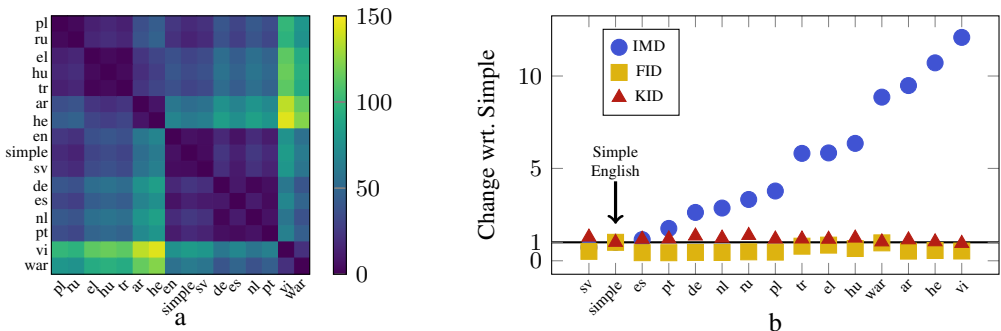 pl
ru
el
hu
tr
ar
he
en
simple
sv
de
es
nl
pt
vi
war
pl ru el hu tr ar he en simple sv de es nl pt vi war
150
100
50
0
a
Change wrt. Simple
10
5
1
0
IMD
FID
KID
Simple
English
sv simple es pt de nl ru pl tr el hu war ar he vi
b